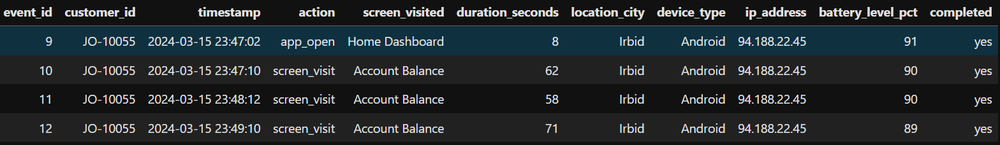 event_id customer_id timestamp action screen_visited duration_seconds location_city device_type ip_address battery_level_pct completed
9 JO-10055 2024-03-15 23:47:02 app_open Home Dashboard 8 Irbid Android 94.188.22.45 91 yes
10 JO-10055 2024-03-15 23:47:10 screen_visit Account Balance 62 Irbid Android 94.188.22.45 90 yes
11 JO-10055 2024-03-15 23:48:12 screen_visit Account Balance 58 Irbid Android 94.188.22.45 90 yes
12 JO-10055 2024-03-15 23:49:10 screen_visit Account Balance 71 Irbid Android 94.188.22.45 89 yes